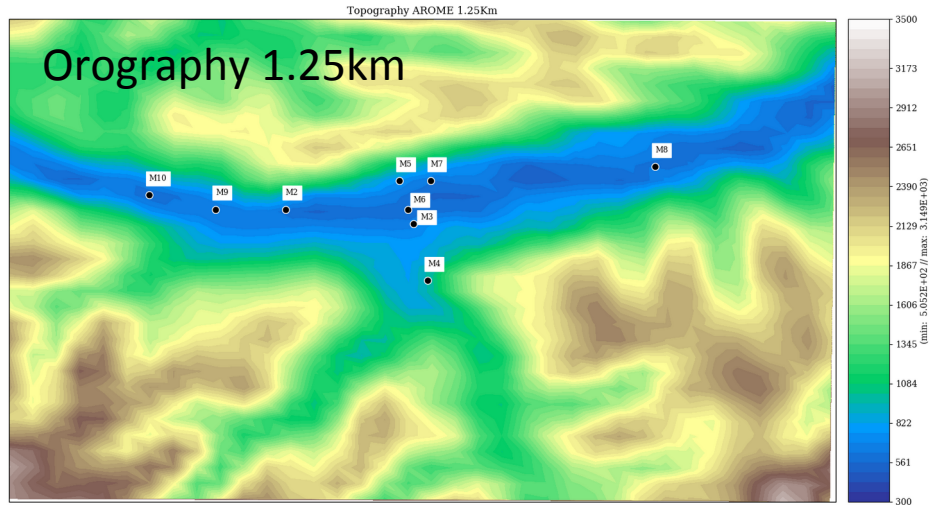 Topography AROME 1.25Km
Orography 1.25km
M5
M7
M8
M10
M9
M2
M6
M3
M4
3500
3173
2912
2651
2390
2129
1867
1606
1345
1084
822
561
300
(min: 5.052E+02 // max: 3.149E+03)